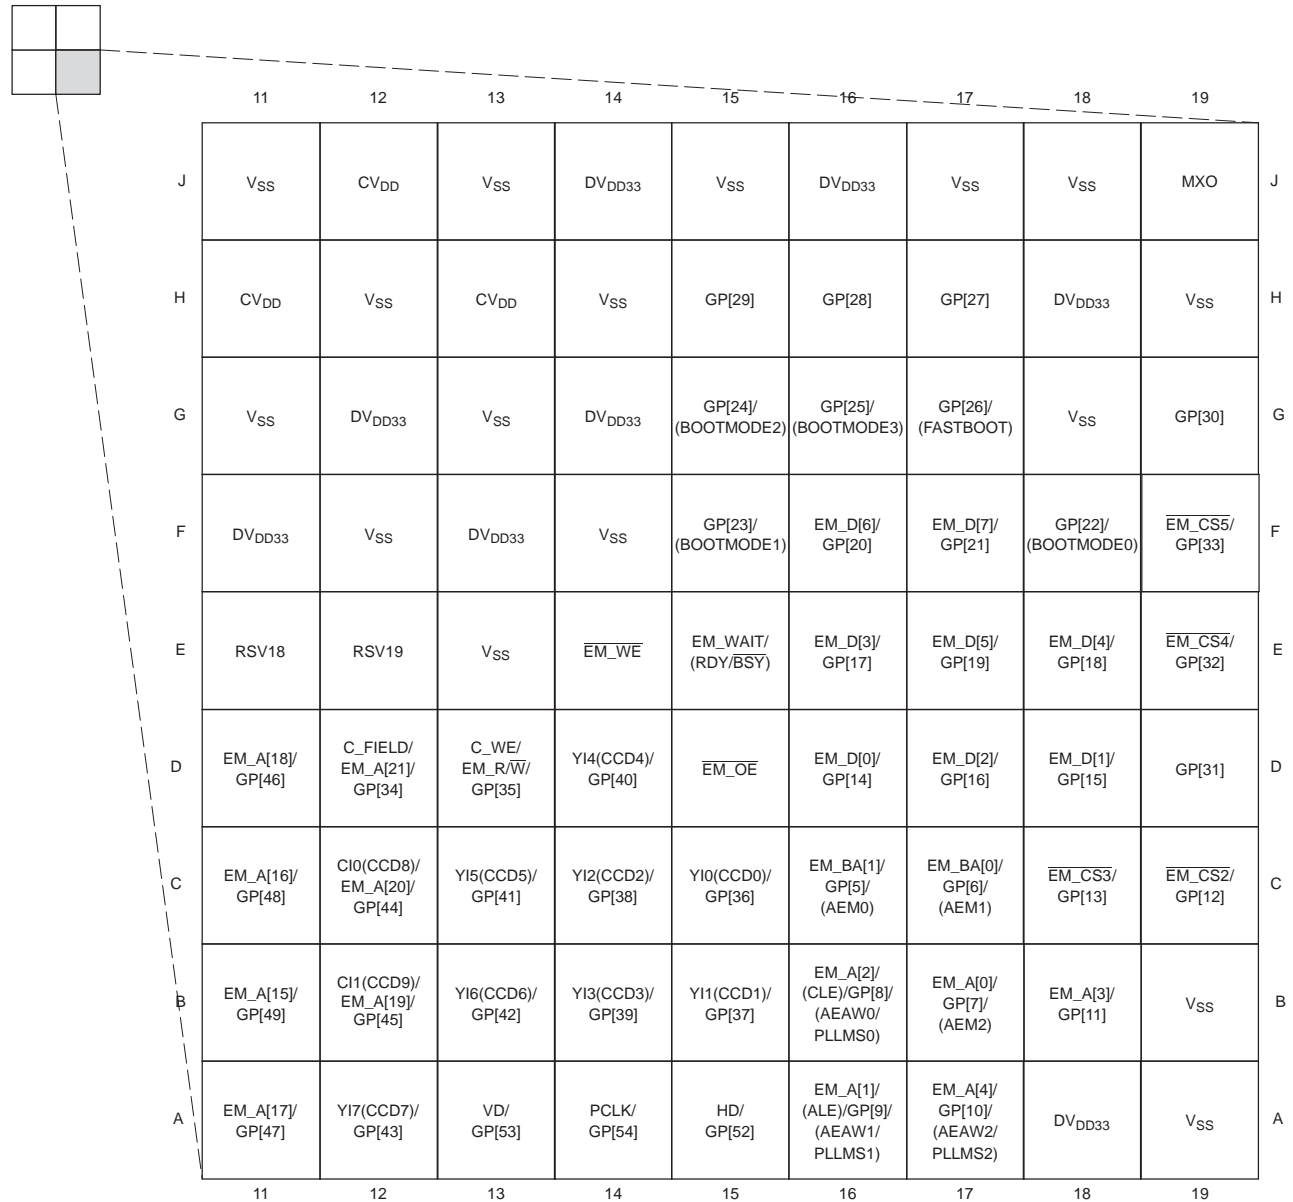 11 12 13 14 15 16 17 18 19
J VSS CVDD VSS DVDD33 VSS DVDD33 VSS VSS MXO J
H CVDD VSS CVDD VSS GP[29] GP[28] GP[27] DVDD33 VSS H
G VSS DVDD33 VSS DVDD33 GP[24]/ (BOOTMODE2) GP[25]/ (BOOTMODE3) GP[26]/ (FASTBOOT) VSS GP[30] G
F DVDD33 VSS DVDD33 VSS GP[23]/ (BOOTMODE1) EM_D[6]/ GP[20] EM_D[7]/ GP[21] GP[22]/ (BOOTMODE0) EM_CS5/ GP[33] F
E RSV18 RSV19 VSS EM_WE EM_WAIT/ (RDY/BSY) EM_D[3]/ GP[17] EM_D[5]/ GP[19] EM_D[4]/ GP[18] EM_CS4/ GP[32] E
D EM_A[18]/ GP[46] C_FIELD/ EM_A[21]/ GP[34] C_WE/ EM_R/W/ GP[35] YI4(CCD4)/ GP[40] EM_OE EM_D[0]/ GP[14] EM_D[2]/ GP[16] EM_D[1]/ GP[15] GP[31] D
C EM_A[16]/ GP[48] CI0(CCD8)/ EM_A[20]/ GP[44] YI5(CCD5)/ GP[41] YI2(CCD2)/ GP[38] YI0(CCD0)/ GP[36] EM_BA[1]/ GP[5]/ (AEM0) EM_BA[0]/ GP[6]/ (AEM1) EM_CS3/ GP[13] EM_CS2/ GP[12] C
B EM_A[15]/ GP[49] CI1(CCD9)/ EM_A[19]/ GP[45] YI6(CCD6)/ GP[42] YI3(CCD3)/ GP[39] YI1(CCD1)/ GP[37] EM_A[2]/ (CLE)/GP[8]/ (AEAW0/ PLLMS0) EM_A[0]/ GP[7]/ (AEM2) EM_A[3]/ GP[11] VSS B
A EM_A[17]/ GP[47] YI7(CCD7)/ GP[43] VD/ GP[53] PCLK/ GP[54] HD/ GP[52] EM_A[1]/ (ALE)/GP[9]/ (AEAW1/ PLLMS1) EM_A[4]/ GP[10]/ (AEAW2/ PLLMS2) DVDD33 VSS A
11 12 13 14 15 16 17 18 19